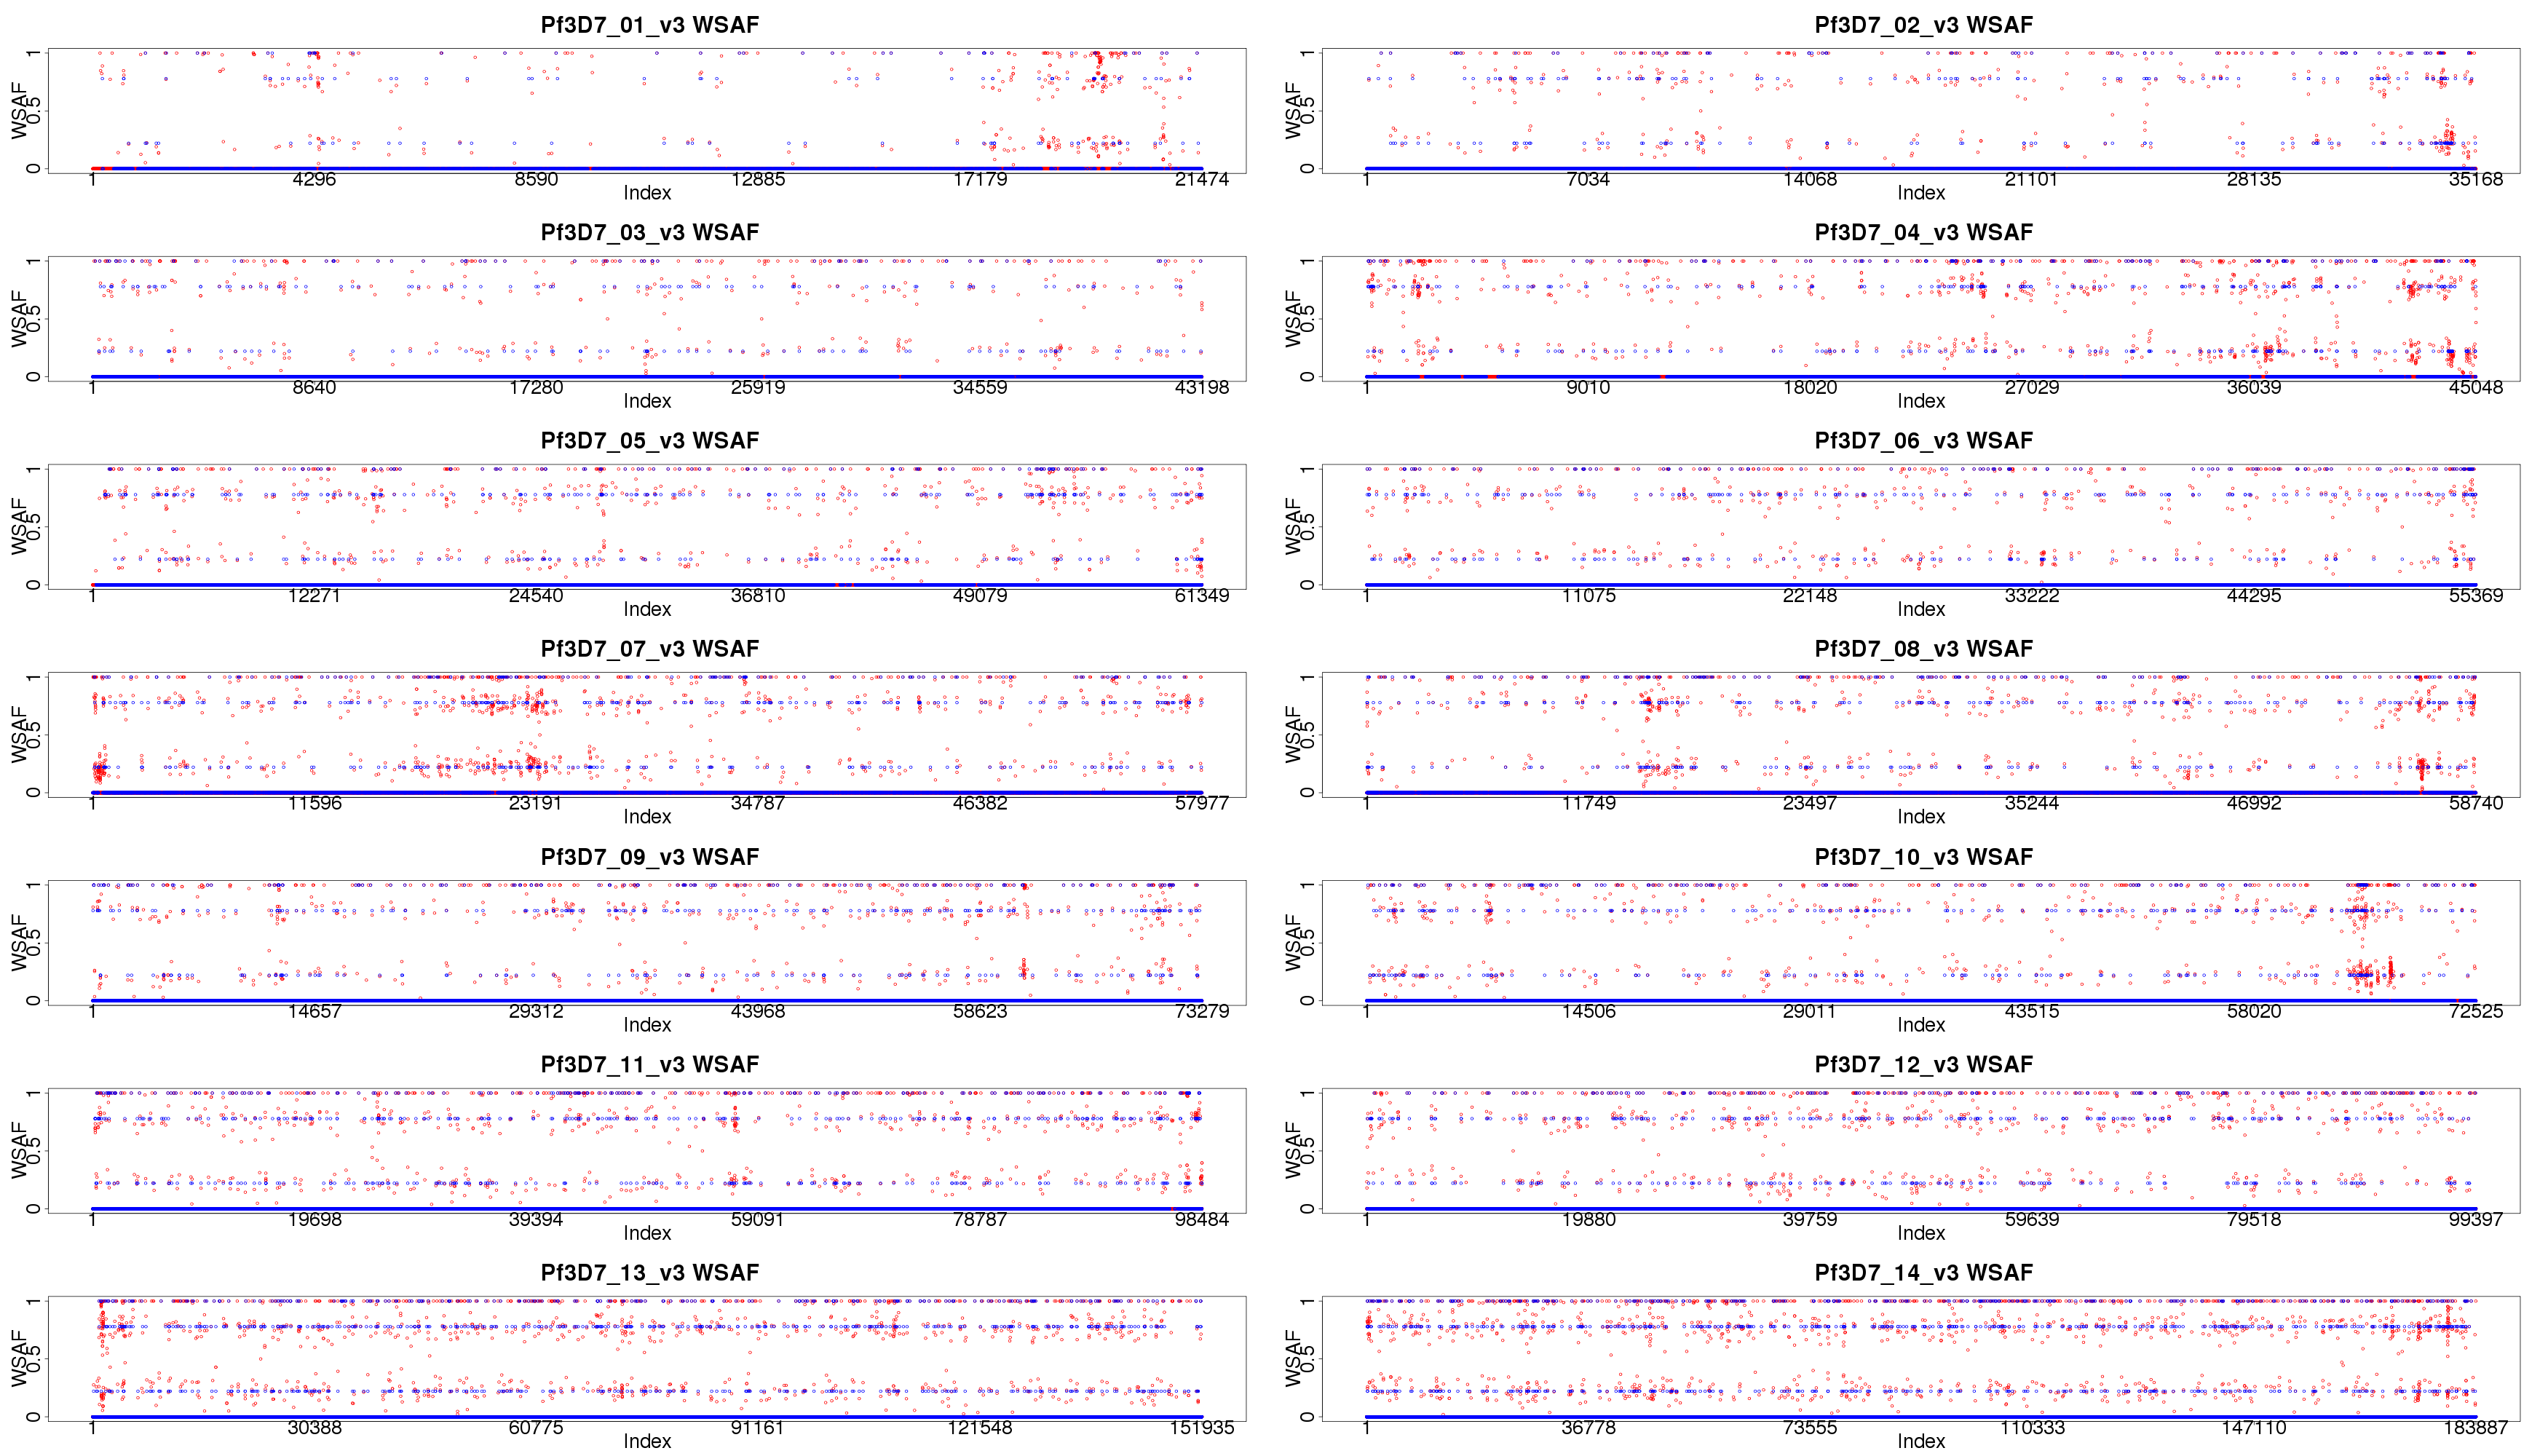 Pf3D7_01_v3 WSAF
WSAF
0 0.5 1
1 4296 8590 12885 17179 21474
Index
Pf3D7_02_v3 WSAF
WSAF
0 0.5 1
1 7034 14068 21101 28135 35168
Index
Pf3D7_03_v3 WSAF
WSAF
0 0.5 1
1 8640 17280 25919 34559 43198
Index
Pf3D7_04_v3 WSAF
WSAF
0 0.5 1
1 9010 18020 27029 36039 45048
Index
Pf3D7_05_v3 WSAF
WSAF
0 0.5 1
1 12271 24540 36810 49079 61349
Index
Pf3D7_06_v3 WSAF
WSAF
0 0.5 1
1 11075 22148 33222 44295 55369
Index
Pf3D7_07_v3 WSAF
WSAF
0 0.5 1
1 11596 23191 34787 46382 57977
Index
Pf3D7_08_v3 WSAF
WSAF
0 0.5 1
1 11749 23497 35244 46992 58740
Index
Pf3D7_09_v3 WSAF
WSAF
0 0.5 1
1 14657 29312 43968 58623 73279
Index
Pf3D7_10_v3 WSAF
WSAF
0 0.5 1
1 14506 29011 43515 58020 72525
Index
Pf3D7_11_v3 WSAF
WSAF
0 0.5 1
1 19698 39394 59091 78787 98484
Index
Pf3D7_12_v3 WSAF
WSAF
0 0.5 1
1 19880 39759 59639 79518 99397
Index
Pf3D7_13_v3 WSAF
WSAF
0 0.5 1
1 30388 60775 91161 121548 151935
Index
Pf3D7_14_v3 WSAF
WSAF
0 0.5 1
1 36778 73555 110333 147110 183887
Index